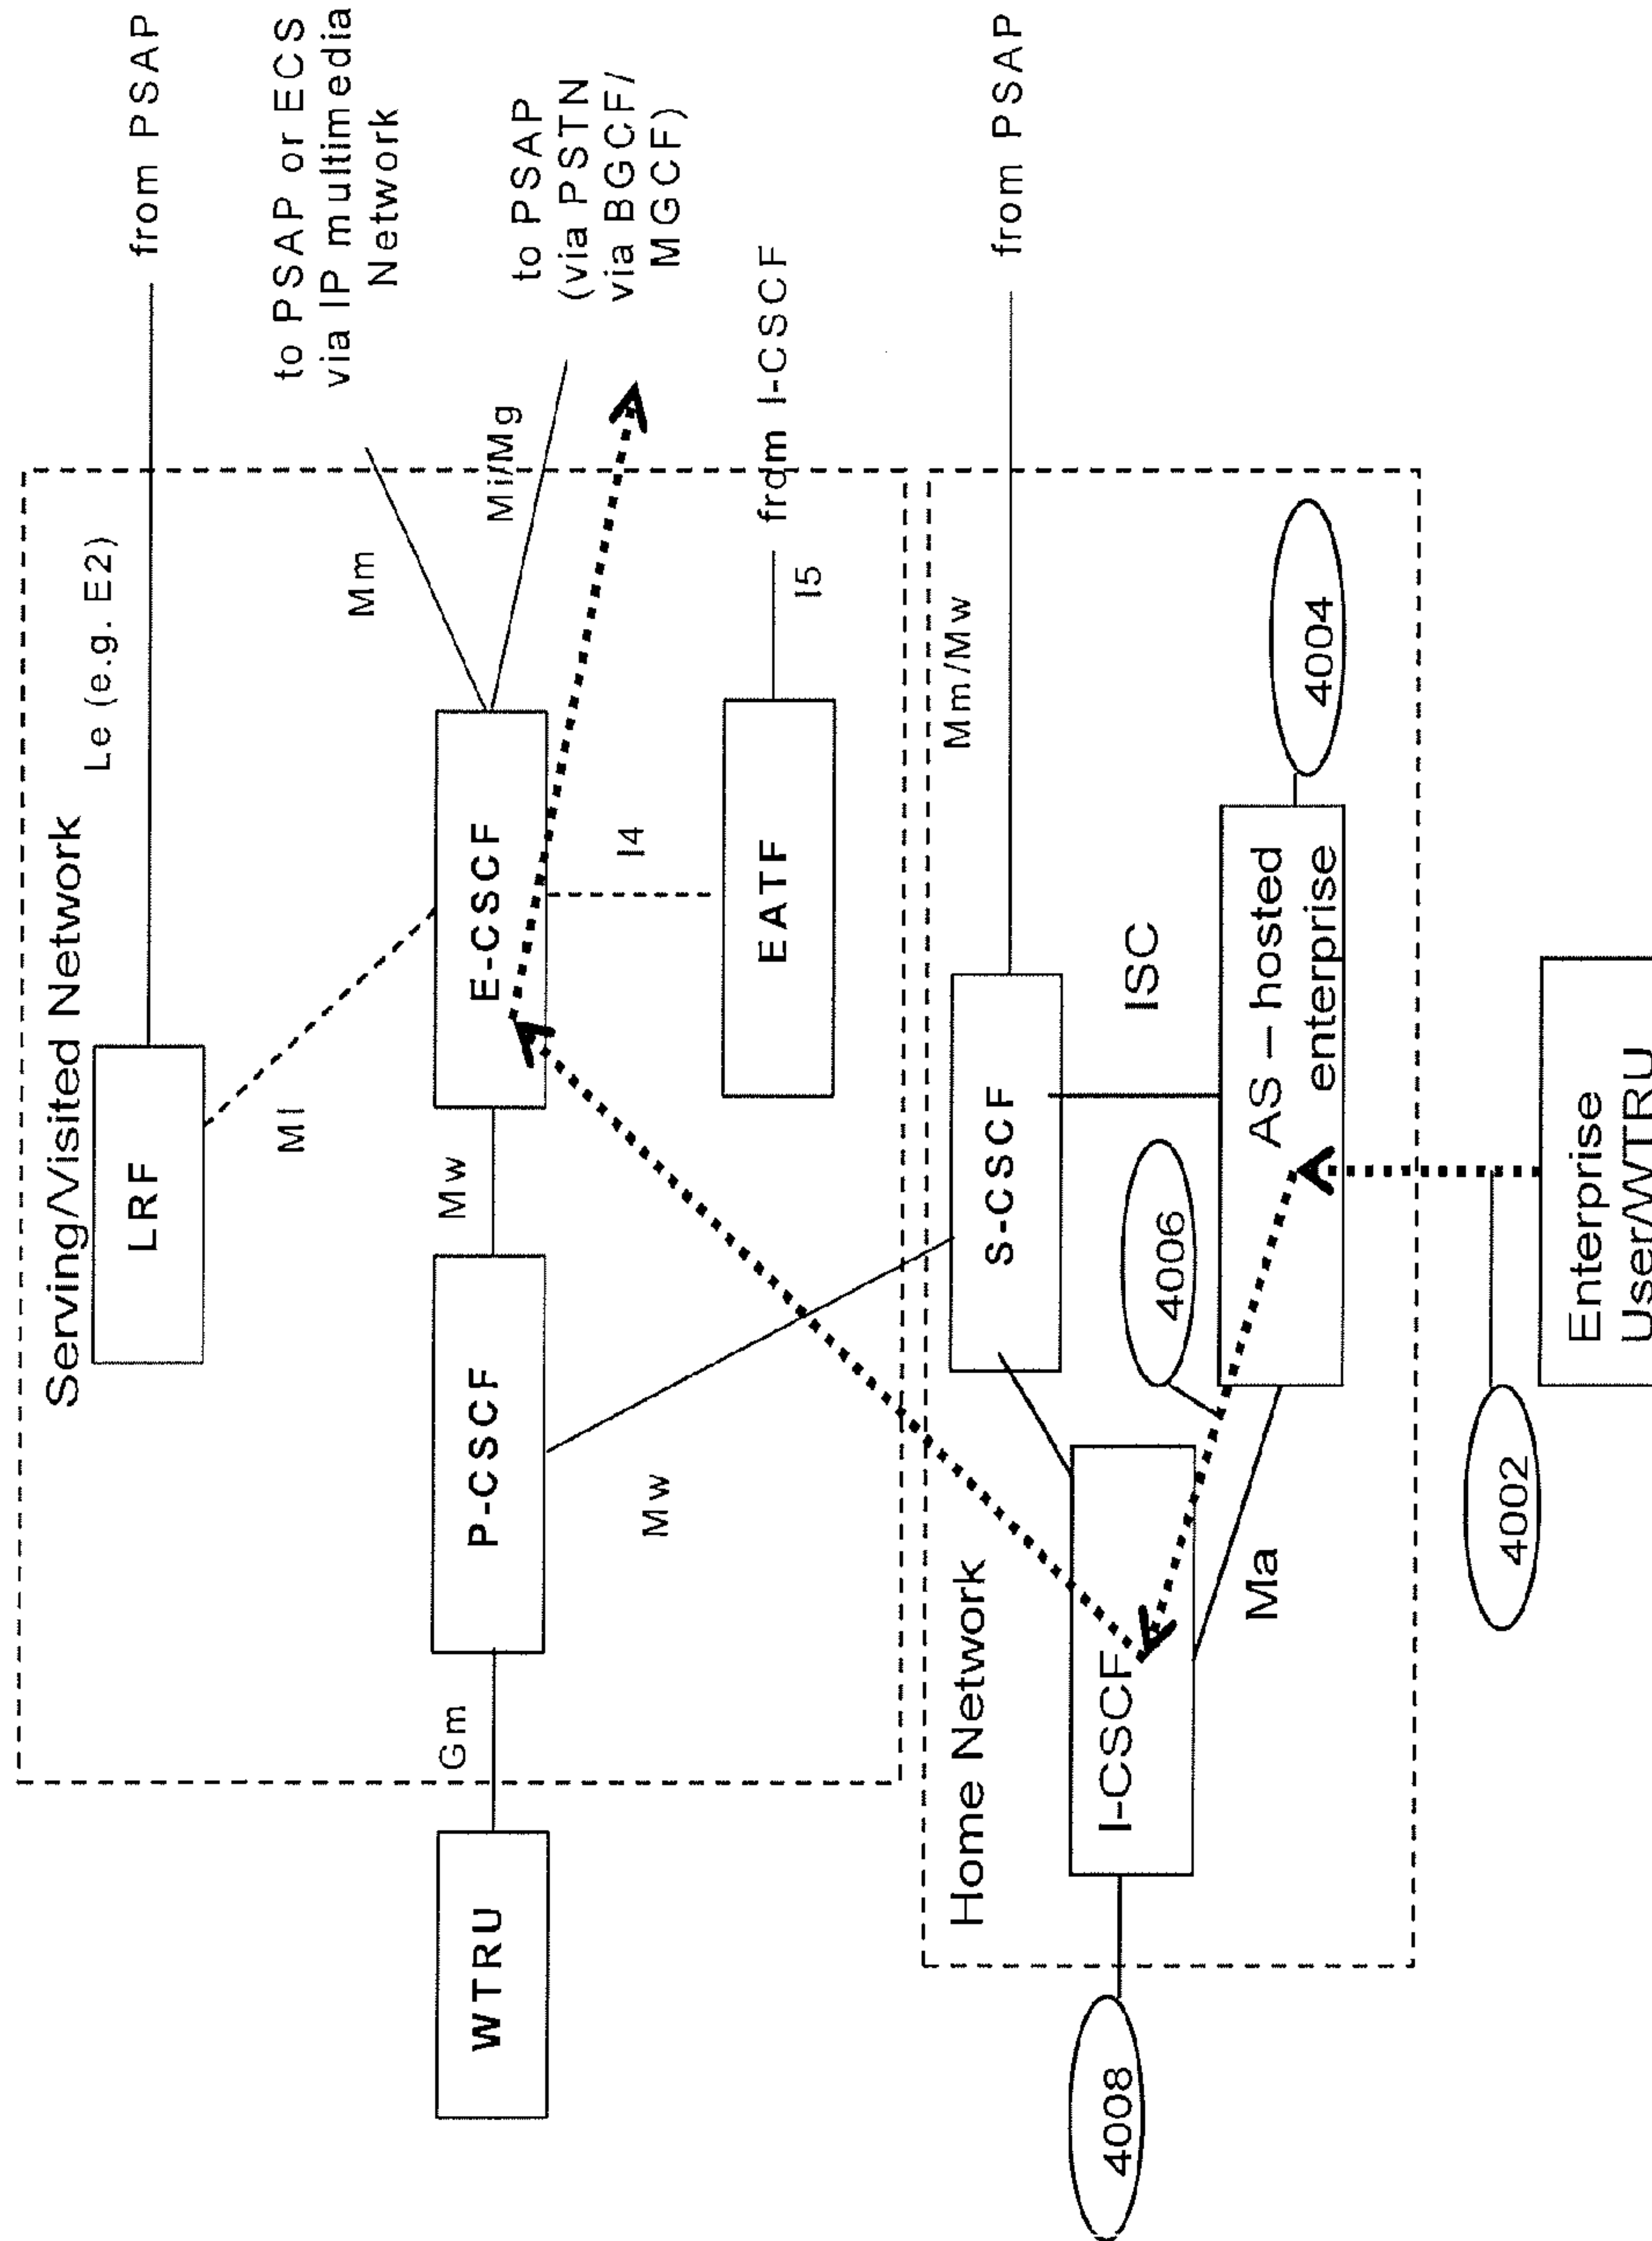 Serving/Visited Network
LRF
Le (e.g. E2)
from PSAP
Ml
to PSAP or ECS
via IP multimedia
Network
Mm
WTRU
Gm
P-CSCF
Mw
E-CSCF
Mi/Mg
to PSAP
(via PSTN
via BGCF/
MGCF)
I4
Mw
EATF
I5
from I-CSCF
Home Network
S-CSCF
Mm/Mw
from PSAP
4008
I-CSCF
4006
ISC
Ma
AS – hosted
enterprise
4004
4002
Enterprise
User/WTRU